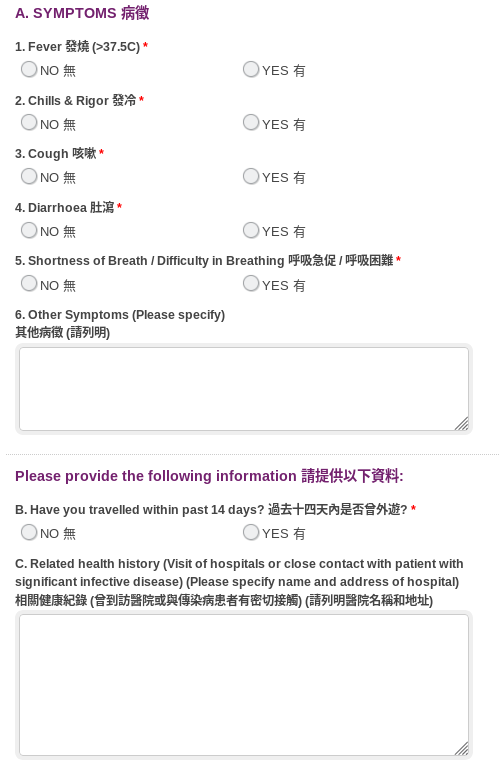 A. SYMPTOMS 病徵
1. Fever 發燒 (>37.5C) *
NO 無 YES 有
2. Chills & Rigor 發冷 *
NO 無 YES 有
3. Cough 咳嗽 *
NO 無 YES 有
4. Diarrhoea 肚瀉 *
NO 無 YES 有
5. Shortness of Breath / Difficulty in Breathing 呼吸急促 / 呼吸困難 *
NO 無 YES 有
6. Other Symptoms (Please specify)
其他病徵 (請列明)
Please provide the following information 請提供以下資料:
B. Have you travelled within past 14 days? 過去十四天內是否曾外遊? *
NO 無 YES 有
C. Related health history (Visit of hospitals or close contact with patient with
significant infective disease) (Please specify name and address of hospital)
相關健康紀錄 (曾到訪醫院或與傳染病患者有密切接觸) (請列明醫院名稱和地址)